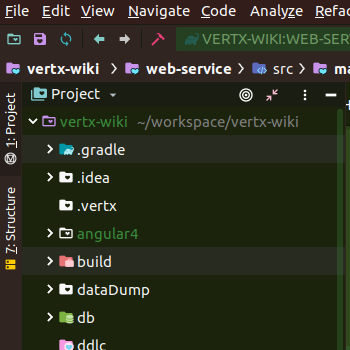 File Edit View Navigate Code Analyze Refac
VERTX-WIKI:WEB-SER
vertx-wiki web-service src ma
1: Project
7: Structure
Project
vertx-wiki ~/workspace/vertx-wiki
.gradle
.idea
.vertx
angular4
build
dataDump
db
ddlc